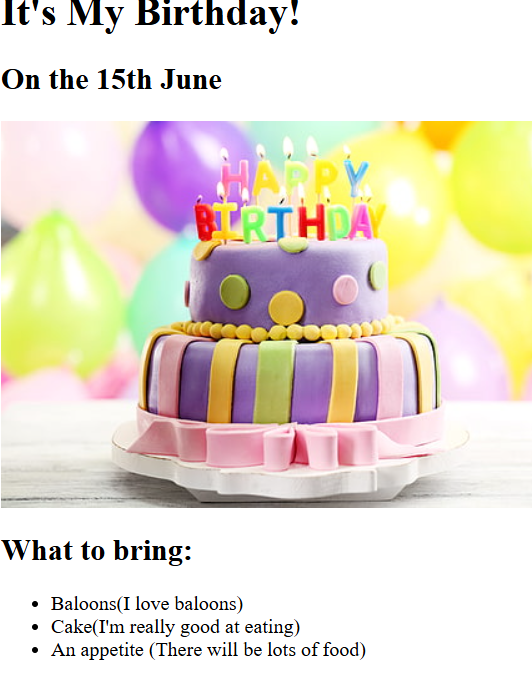 It's My Birthday!
On the 15th June
HAPPY
BIRTHDAY
What to bring:
Baloons(I love baloons)
Cake(I'm really good at eating)
An appetite (There will be lots of food)